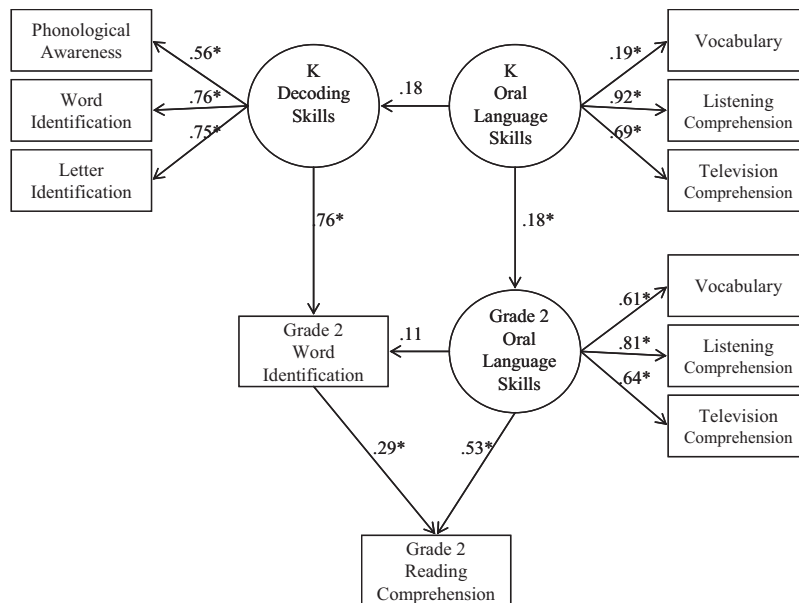 Phonological
Awareness
Word
Identification
Letter
Identification
.56*
.76*
.75*
K
Decoding
Skills
.18
K
Oral
Language
Skills
.19*
.92*
.69*
Vocabulary
Listening
Comprehension
Television
Comprehension
.76*
.18*
Grade 2
Word
Identification
.11
Grade 2
Oral
Language
Skills
.61*
.81*
.64*
Vocabulary
Listening
Comprehension
Television
Comprehension
.29*
.53*
Grade 2
Reading
Comprehension